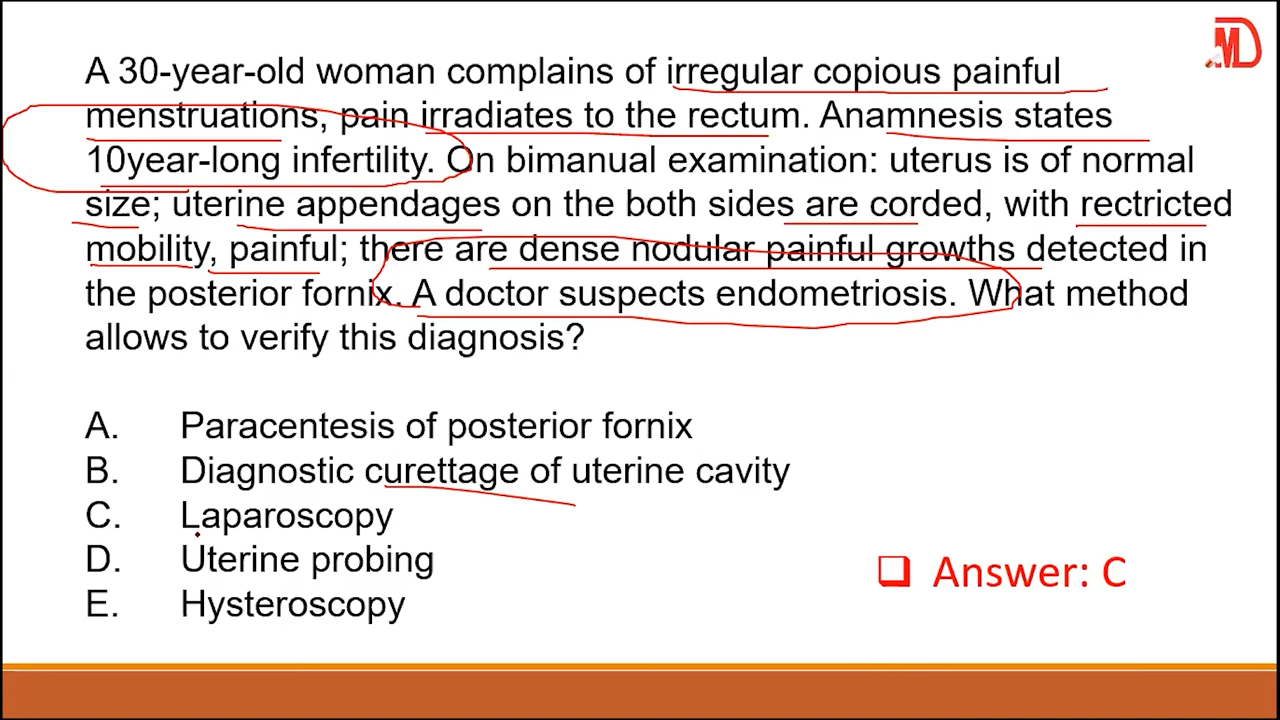 MD
A 30-year-old woman complains of irregular copious painful
menstruations, pain irradiates to the rectum. Anamnesis states
10year-long infertility. On bimanual examination: uterus is of normal
size; uterine appendages on the both sides are corded, with rectricted
mobility, painful; there are dense nodular painful growths detected in
the posterior fornix. A doctor suspects endometriosis. What method
allows to verify this diagnosis?
A. Paracentesis of posterior fornix
B. Diagnostic curettage of uterine cavity
C. Laparoscopy
D. Uterine probing
E. Hysteroscopy
Answer: C